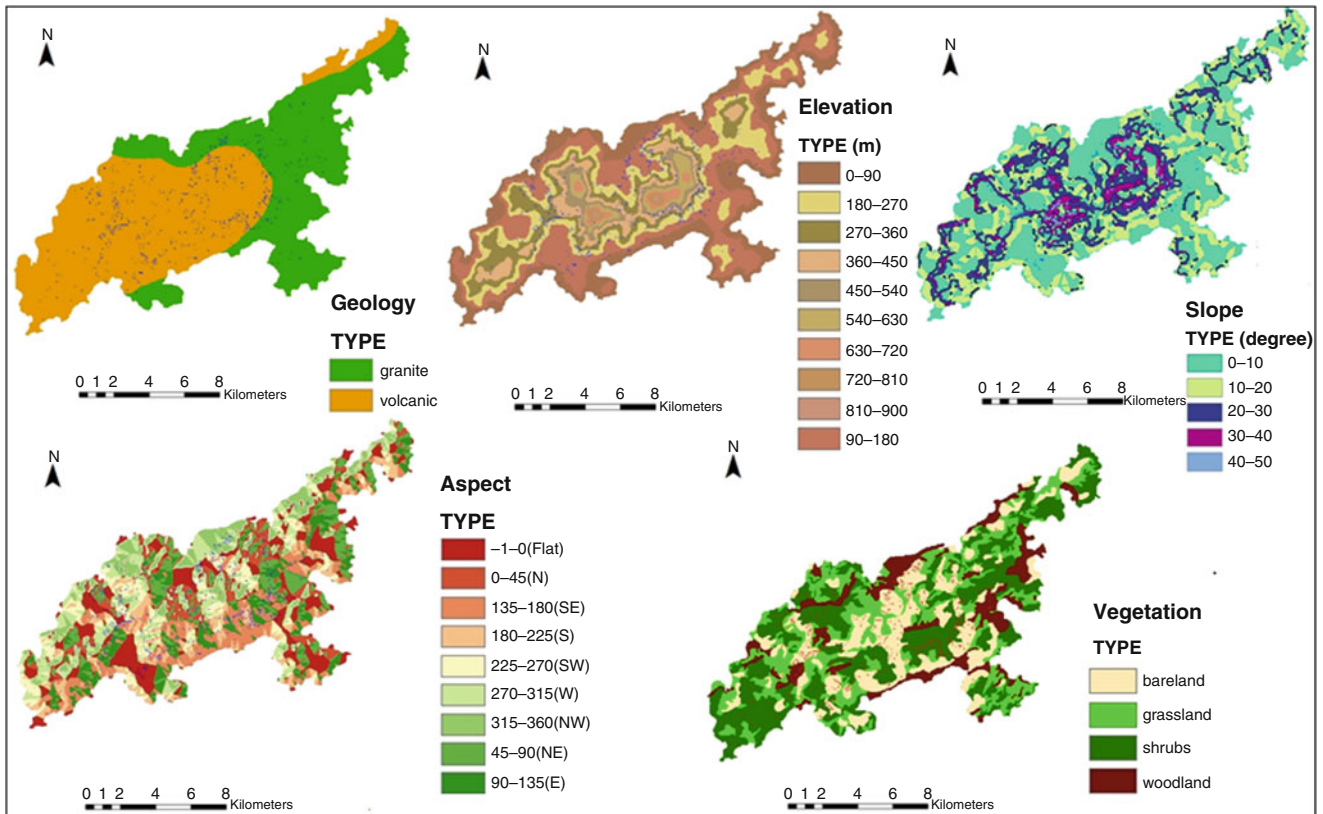 N
Geology
TYPE
granite
volcanic
0 1 2 4 6 8
Kilometers
N
Elevation
TYPE (m)
0–90
180–270
270–360
360–450
450–540
540–630
630–720
720–810
810–900
90–180
0 1 2 4 6 8
Kilometers
N
Slope
TYPE (degree)
0–10
10–20
20–30
30–40
40–50
0 1 2 4 6 8
Kilometers
N
Aspect
TYPE
–1–0(Flat)
0–45(N)
135–180(SE)
180–225(S)
225–270(SW)
270–315(W)
315–360(NW)
45–90(NE)
90–135(E)
0 1 2 4 6 8
Kilometers
N
Vegetation
TYPE
bareland
grassland
shrubs
woodland
0 1 2 4 6 8
Kilometers